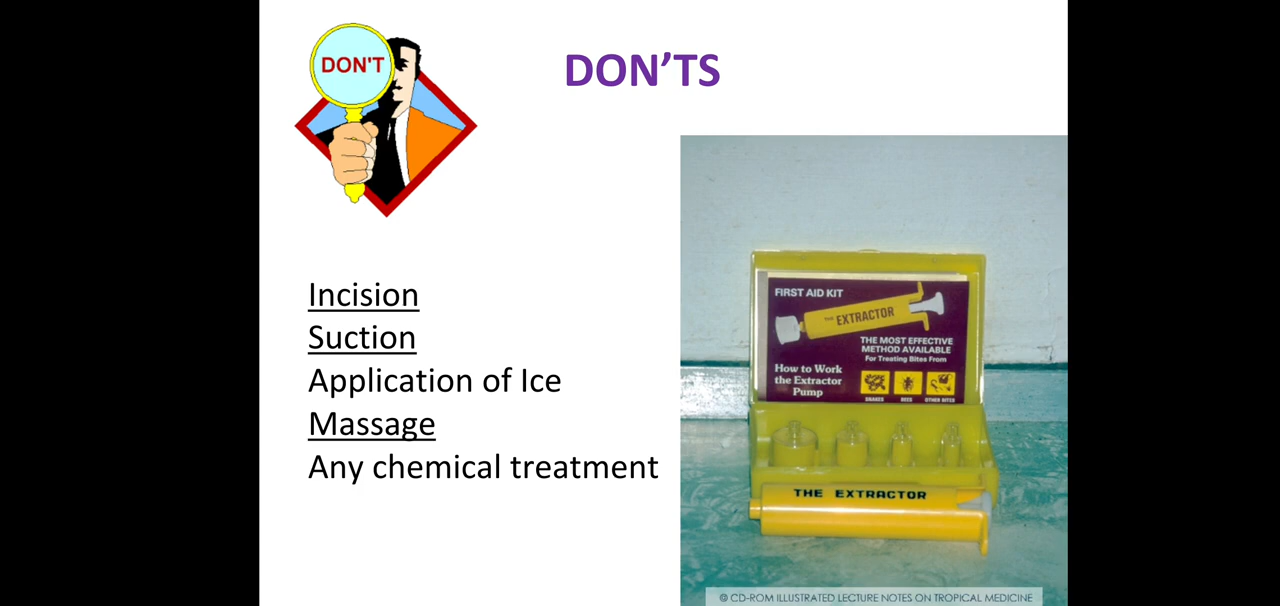 DON'T
DON’TS
Incision
Suction
Application of Ice
Massage
Any chemical treatment
FIRST AID KIT
THE EXTRACTOR
THE MOST EFFECTIVE
METHOD AVAILABLE
For Treating Bites From
How to Work
the Extractor
Pump
SNAKES BEES OTHER BITES
THE EXTRACTOR
@ CD-ROM ILLUSTRATED LECTURE NOTES ON TROPICAL MEDICINE